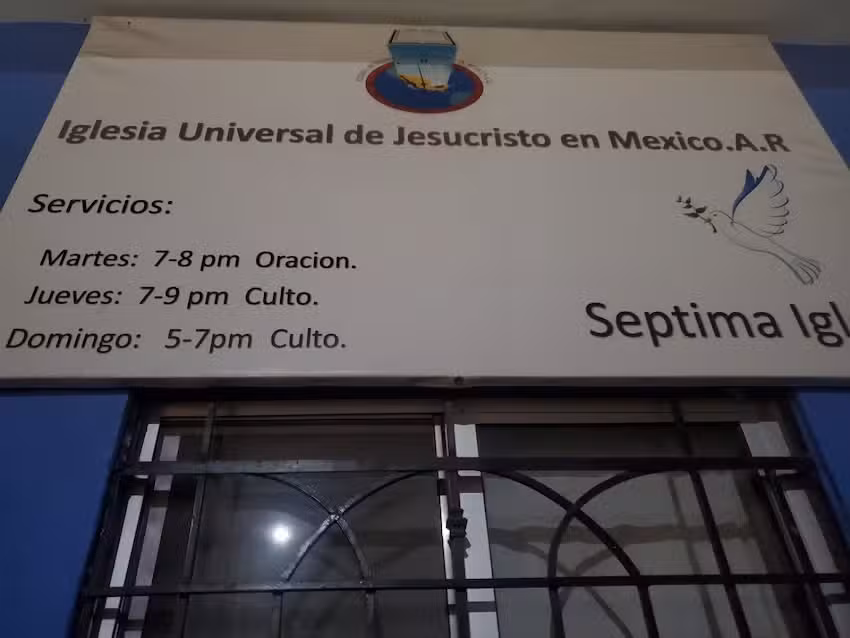 Iglesia Universal de Jesucristo en Mexico.A.R
Servicios:
Martes: 7-8 pm Oracion.
Jueves: 7-9 pm Culto.
Domingo: 5-7pm Culto.
Septima Igl